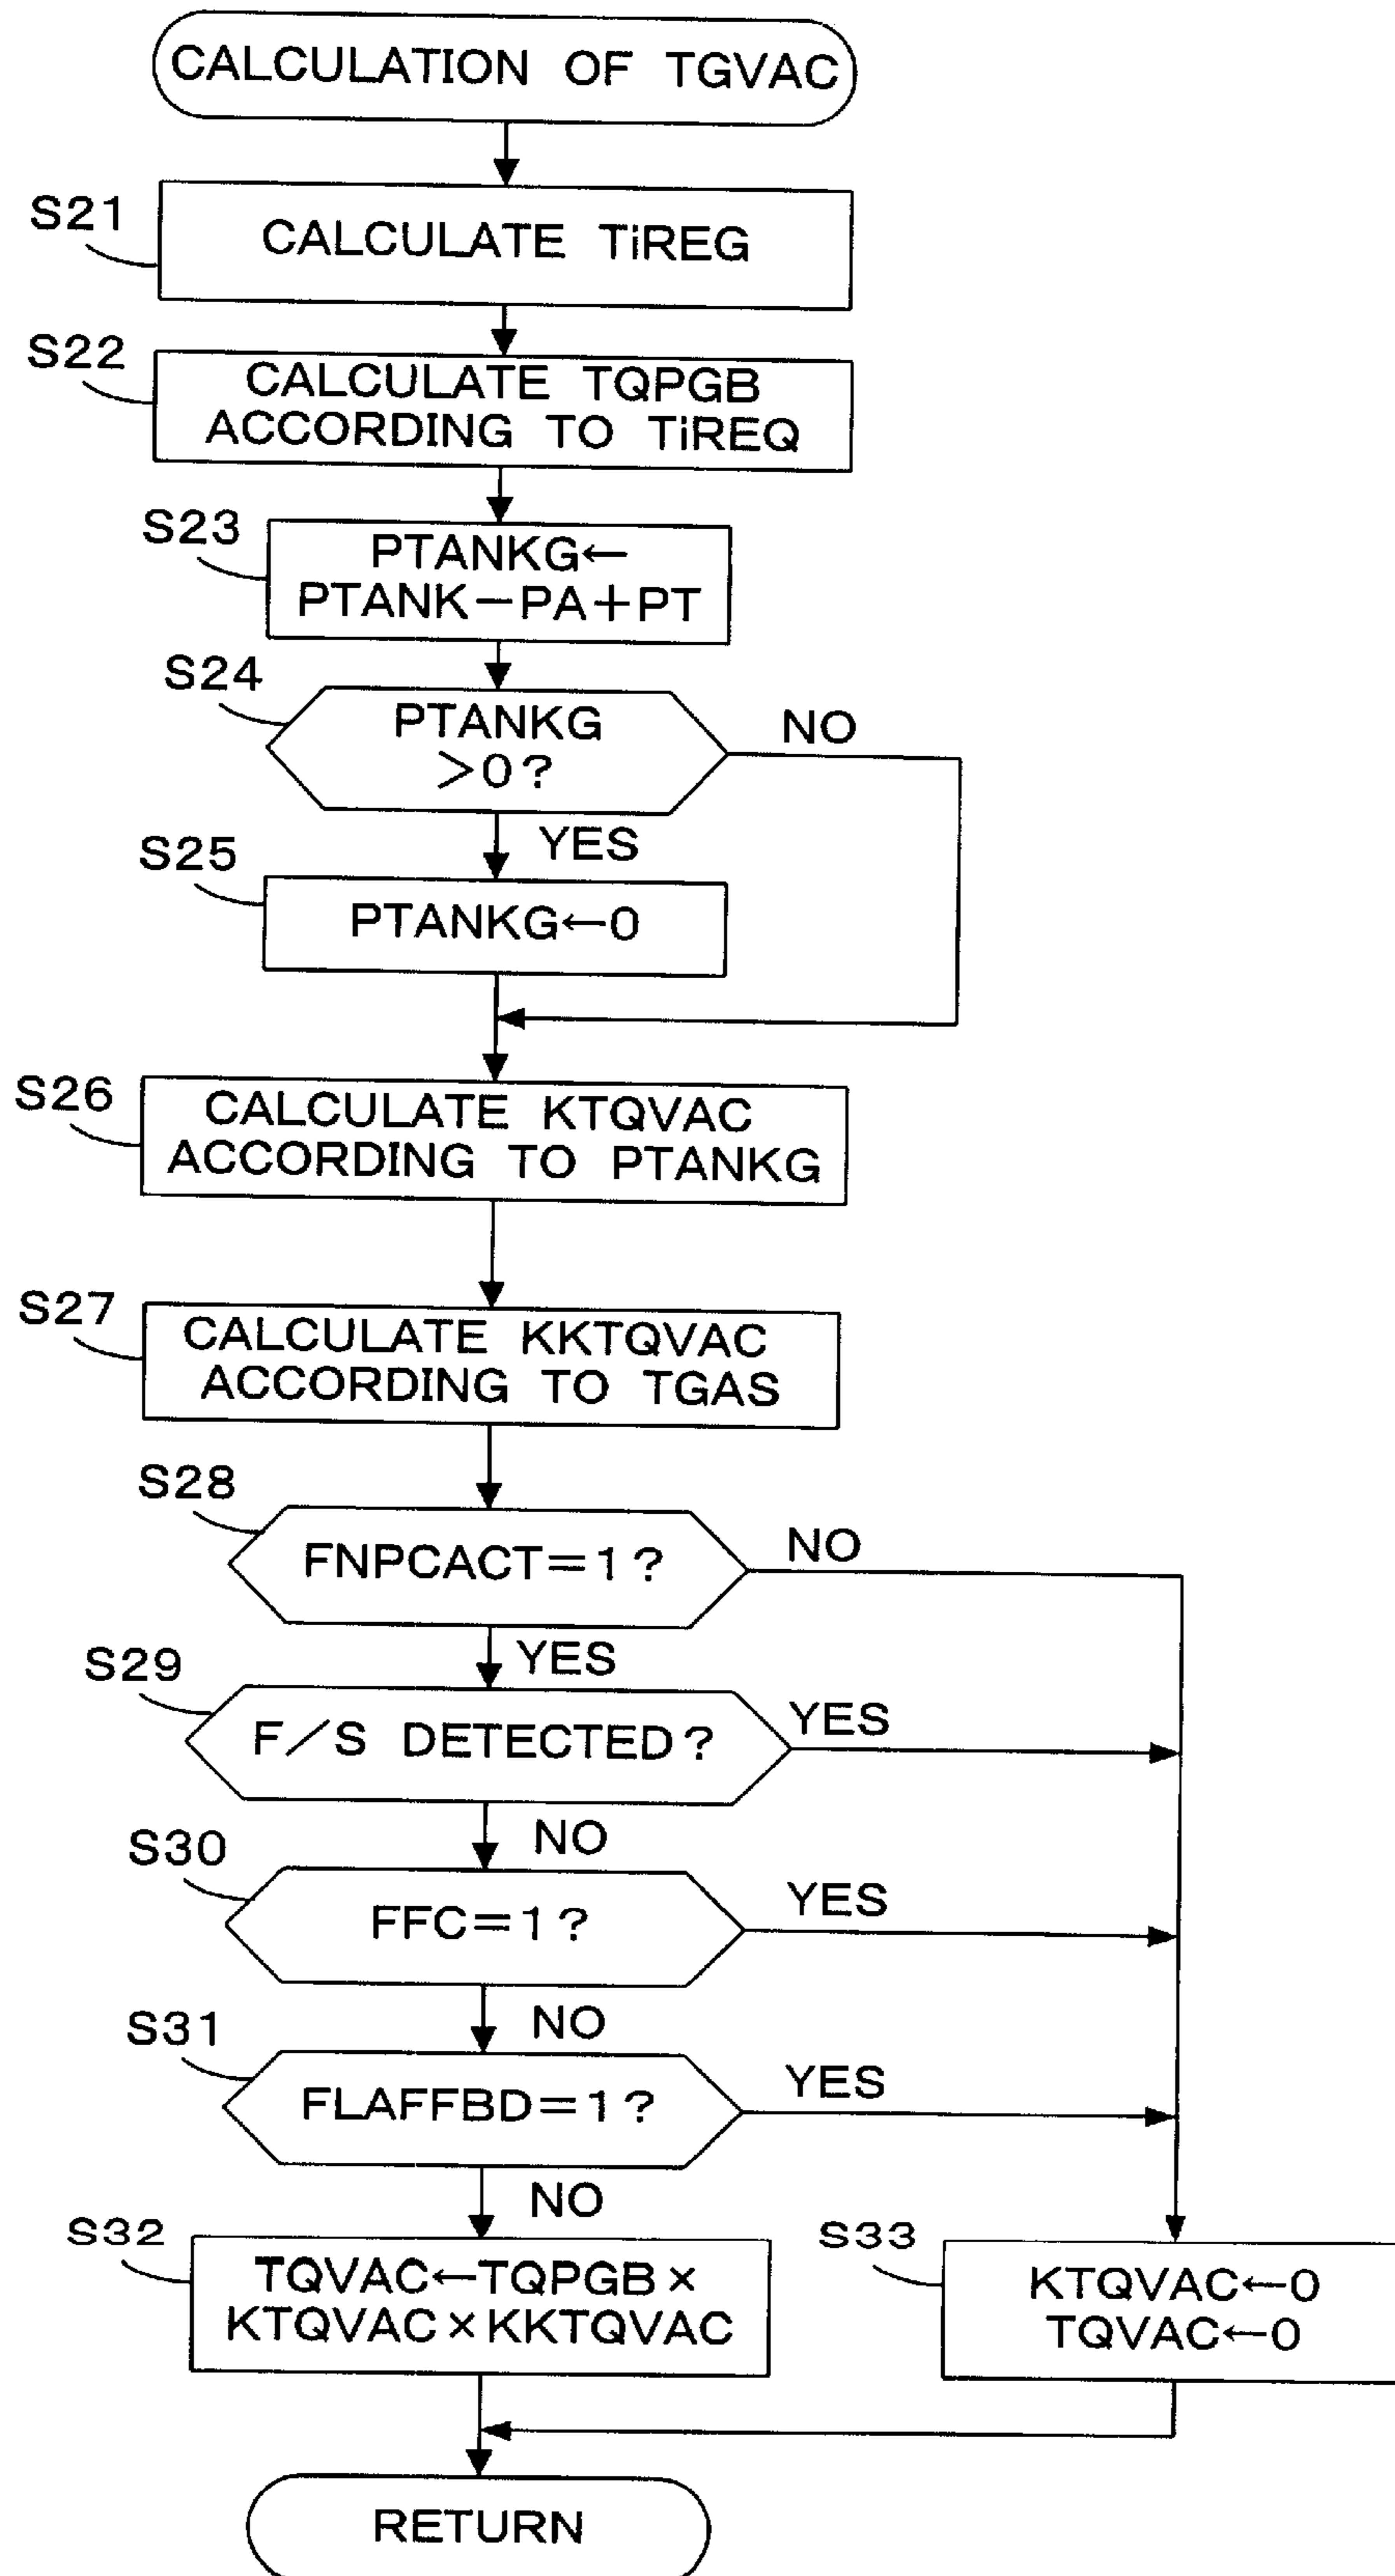 CALCULATION OF TGVAC
S21
CALCULATE TiREG
S22
CALCULATE TQPGB
ACCORDING TO TiREQ
S23
PTANKG←
PTANK−PA+PT
S24
PTANKG
>0?
NO
YES
S25
PTANKG←0
S26
CALCULATE KTQVAC
ACCORDING TO PTANKG
S27
CALCULATE KKTQVAC
ACCORDING TO TGAS
S28
FNPCACT=1?
NO
YES
S29
F/S DETECTED?
YES
NO
S30
FFC=1?
YES
NO
S31
FLAFFBD=1?
YES
NO
S32
TQVAC←TQPGB×
KTQVAC×KKTQVAC
S33
KTQVAC←0
TQVAC←0
RETURN